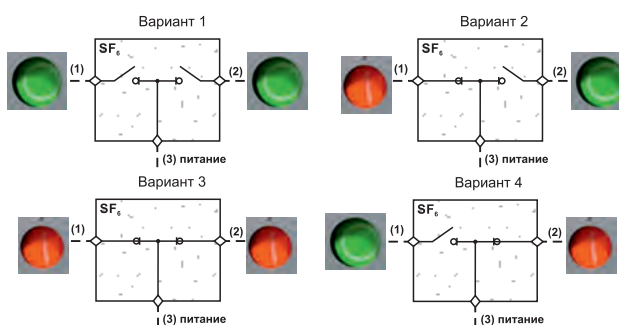 Вариант 1
SF₆
(1)
(2)
(3) питание
Вариант 2
SF₆
(1)
(2)
(3) питание
Вариант 3
SF₆
(1)
(2)
(3) питание
Вариант 4
SF₆
(1)
(2)
(3) питание